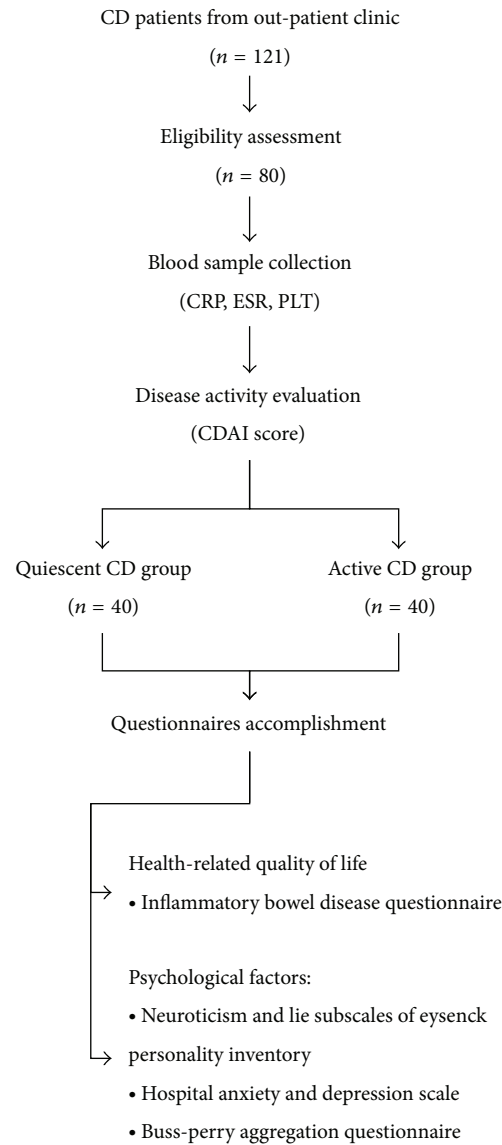 CD patients from out-patient clinic
(n = 121)
Eligibility assessment
(n = 80)
Blood sample collection
(CRP, ESR, PLT)
Disease activity evaluation
(CDAI score)
Quiescent CD group
(n = 40)
Active CD group
(n = 40)
Questionnaires accomplishment
Health-related quality of life
• Inflammatory bowel disease questionnaire
Psychological factors:
• Neuroticism and lie subscales of eysenck
personality inventory
• Hospital anxiety and depression scale
• Buss-perry aggregation questionnaire